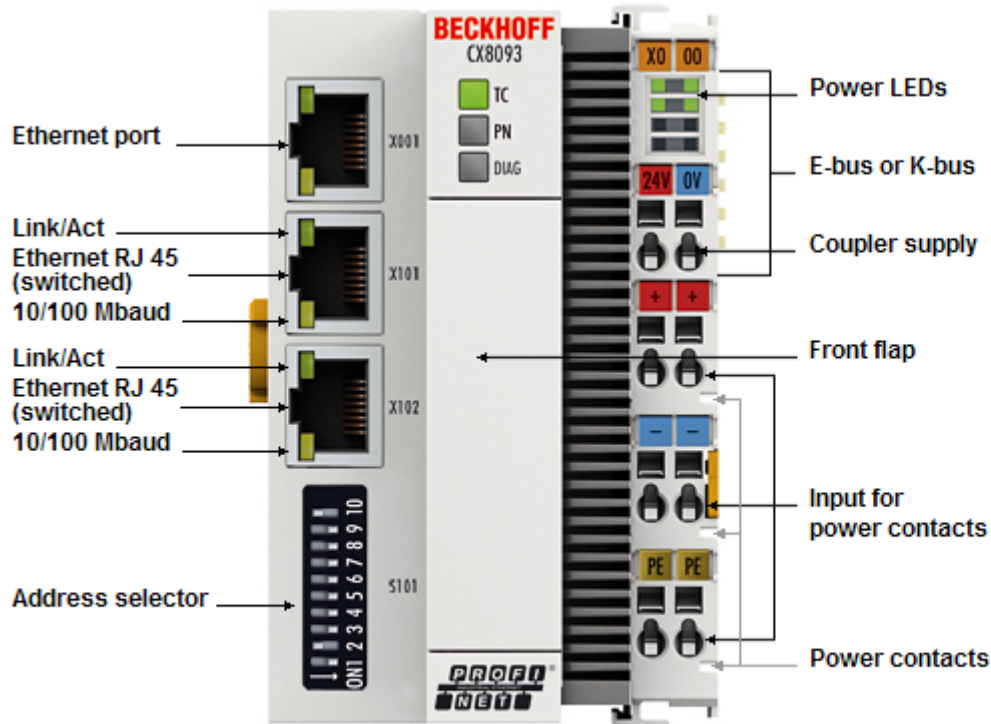 Ethernet port
Link/Act
Ethernet RJ 45
(switched)
10/100 Mbaud
Link/Act
Ethernet RJ 45
(switched)
10/100 Mbaud
Address selector
X001
X101
X102
S101
ON 1 2 3 4 5 6 7 8 9 10
BECKHOFF
CX8093
TC
PN
DIAG
PROFI
NET
X0 00
24V 0V
+ +
− −
PE PE
Power LEDs
E-bus or K-bus
Coupler supply
Front flap
Input for
power contacts
Power contacts